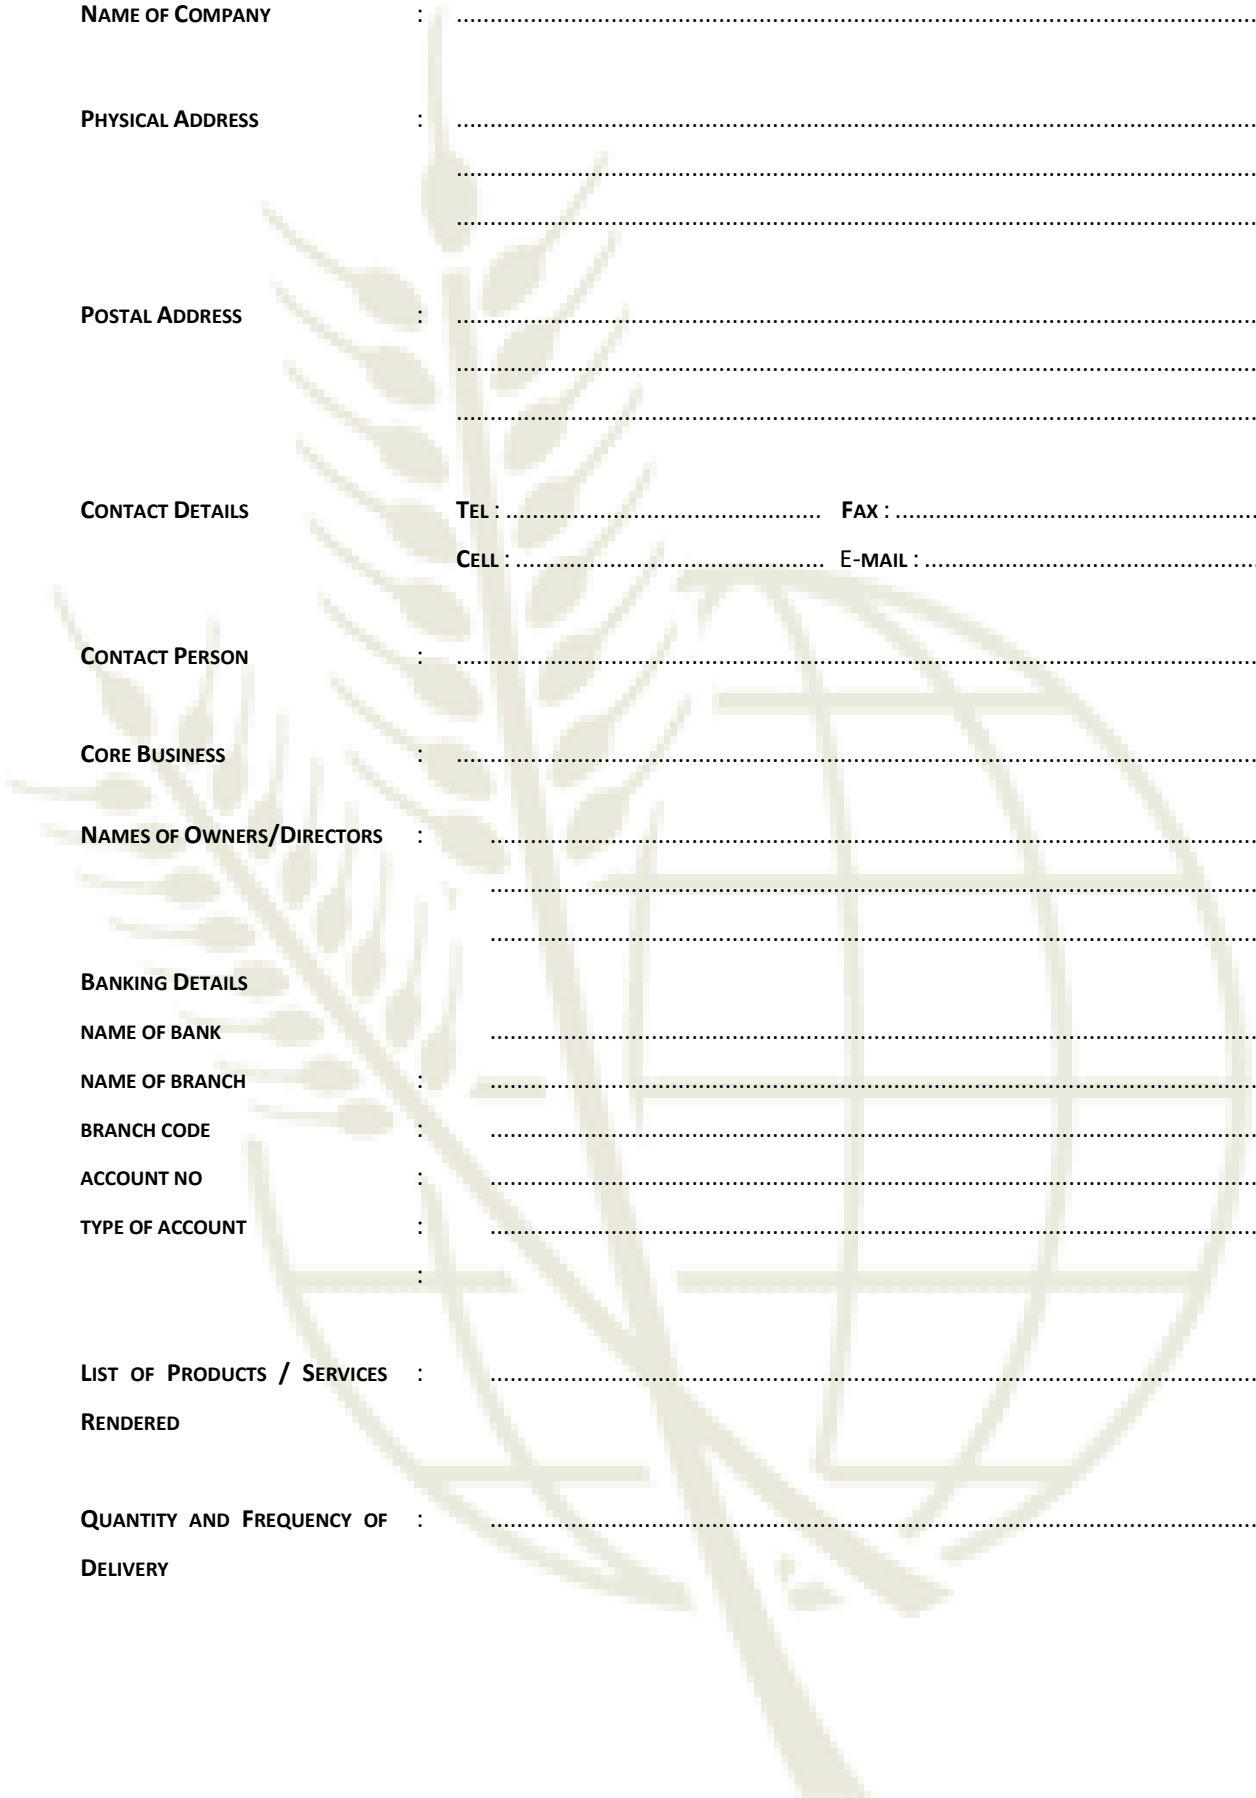 NAME OF COMPANY : ................................................................................
PHYSICAL ADDRESS : ................................................................................
................................................................................
................................................................................
POSTAL ADDRESS : ................................................................................
................................................................................
................................................................................
CONTACT DETAILS TEL : ............................................. FAX : .............................................
CELL : ............................................. E-MAIL : .............................................
CONTACT PERSON : ................................................................................
CORE BUSINESS : ................................................................................
NAMES OF OWNERS/DIRECTORS : ................................................................................
................................................................................
................................................................................
BANKING DETAILS
NAME OF BANK ................................................................................
NAME OF BRANCH : ................................................................................
BRANCH CODE : ................................................................................
ACCOUNT NO : ................................................................................
TYPE OF ACCOUNT : ................................................................................
:
LIST OF PRODUCTS / SERVICES : ................................................................................
RENDERED
QUANTITY AND FREQUENCY OF : ................................................................................
DELIVERY